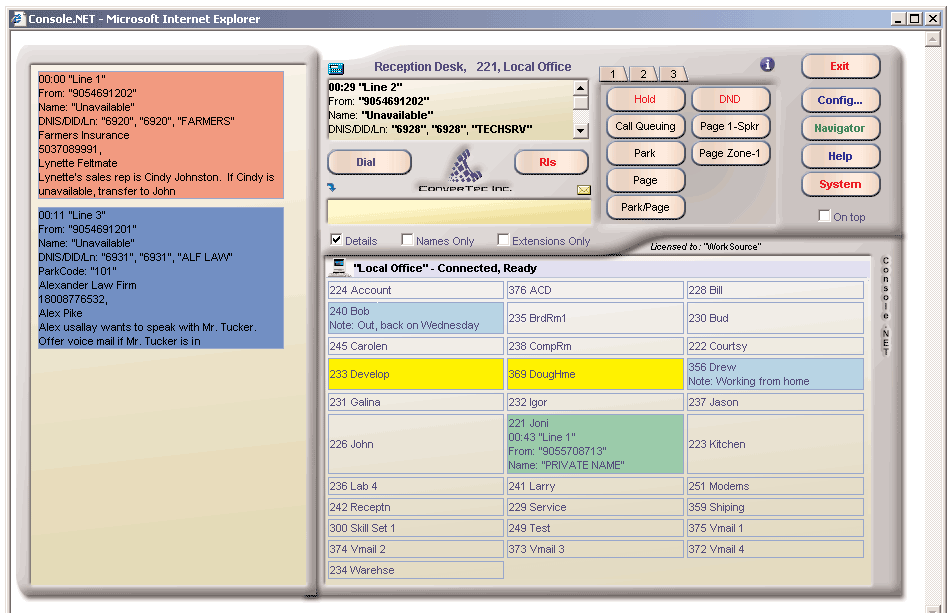 Console.NET - Microsoft Internet Explorer
00:00 "Line 1"
From: "9054691202"
Name: "Unavailable"
DNIS/DID/Ln: "6920", "6920", "FARMERS"
Farmers Insurance
5037089991,
Lynette Feltmate
Lynette's sales rep is Cindy Johnston. If Cindy is
unavailable, transfer to John
00:11 "Line 3"
From: "9054691201"
Name: "Unavailable"
DNIS/DID/Ln: "6931", "6931", "ALF LAW"
ParkCode: "101"
Alexander Law Firm
18008776532,
Alex Pike
Alex usallay wants to speak with Mr. Tucker.
Offer voice mail if Mr. Tucker is in
Reception Desk, 221, Local Office
00:29 "Line 2"
From: "9054691202"
Name: "Unavailable"
DNIS/DID/Ln: "6928", "6928", "TECHSRV"
Dial
ConverTec Inc.
Rls
1 2 3
Hold DND
Call Queuing Page 1-Spkr
Park Page Zone-1
Page
Park/Page
Exit
Config...
Navigator
Help
System
On top
Details Names Only Extensions Only
Licensed to: "WorkSource"
"Local Office" - Connected, Ready
224 Account 376 ACD 228 Bill
240 Bob
Note: Out, back on Wednesday
235 BrdRm1 230 Bud
245 Carolen 238 CompRm 222 Courtsy
233 Develop 369 DougHme
356 Drew
Note: Working from home
231 Galina 232 Igor 237 Jason
226 John
221 Joni
00:43 "Line 1"
From: "9055708713"
Name: "PRIVATE NAME"
223 Kitchen
236 Lab 4 241 Larry 251 Modems
242 Receptn 229 Service 359 Shiping
300 Skill Set 1 249 Test 375 Vmail 1
374 Vmail 2 373 Vmail 3 372 Vmail 4
234 Warehse
Console.NET